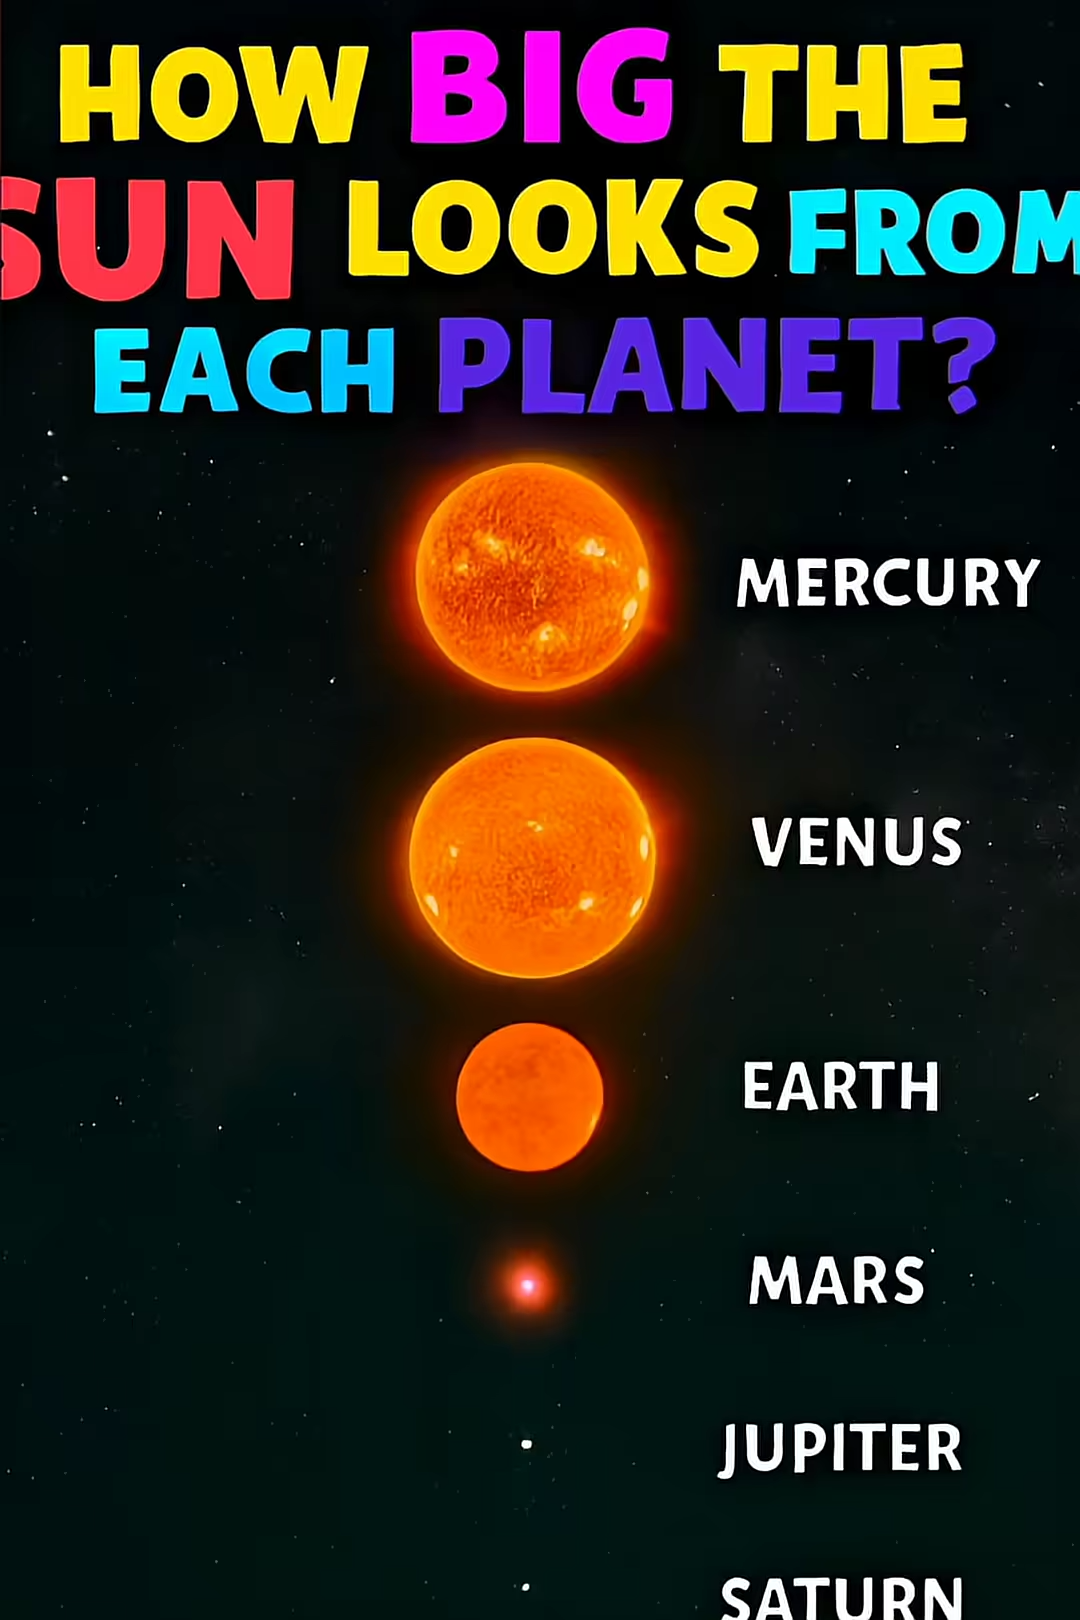 HOW BIG THE
SUN LOOKS FROM
EACH PLANET?
MERCURY
VENUS
EARTH
MARS
JUPITER
SATURN